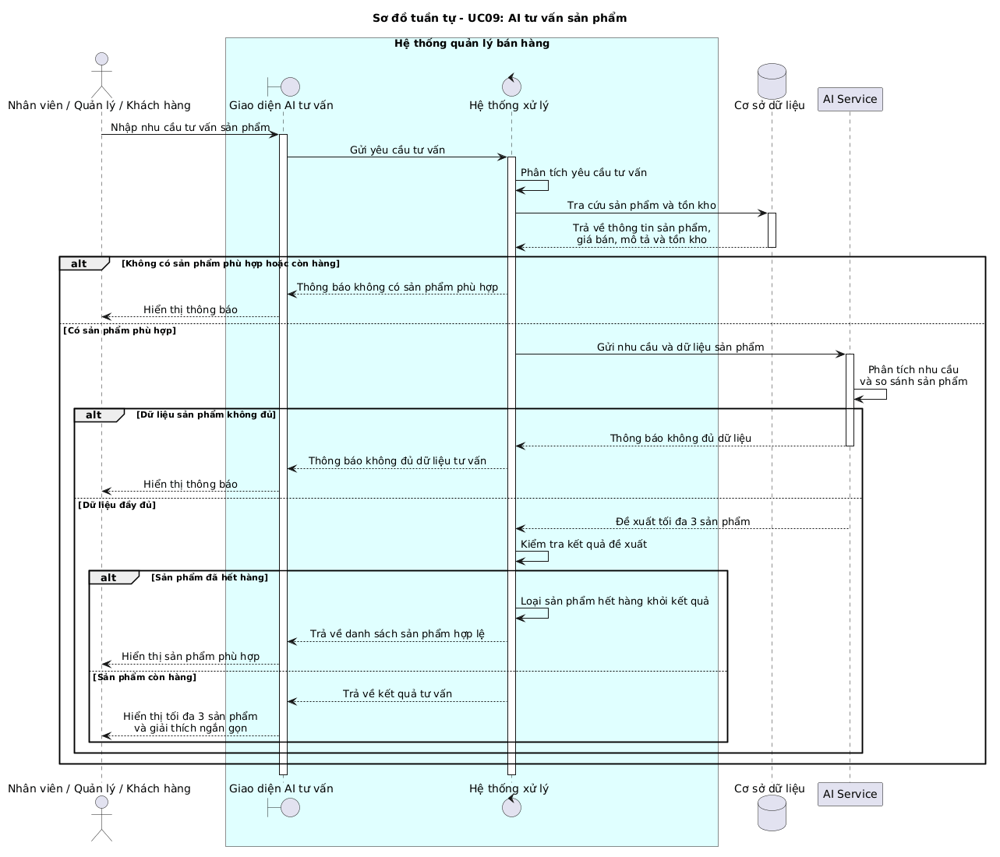 Sơ đồ tuần tự - UC09: AI tư vấn sản phẩm
Hệ thống quản lý bán hàng
Nhân viên / Quản lý / Khách hàng
Giao diện AI tư vấn
Hệ thống xử lý
Cơ sở dữ liệu
AI Service
Nhập nhu cầu tư vấn sản phẩm
Gửi yêu cầu tư vấn
Phân tích yêu cầu tư vấn
Tra cứu sản phẩm và tồn kho
Trả về thông tin sản phẩm,
giá bán, mô tả và tồn kho
alt
[Không có sản phẩm phù hợp hoặc còn hàng]
Thông báo không có sản phẩm phù hợp
Hiển thị thông báo
[Có sản phẩm phù hợp]
Gửi nhu cầu và dữ liệu sản phẩm
Phân tích nhu cầu
và so sánh sản phẩm
alt
[Dữ liệu sản phẩm không đủ]
Thông báo không đủ dữ liệu
Thông báo không đủ dữ liệu tư vấn
Hiển thị thông báo
[Dữ liệu đầy đủ]
Đề xuất tối đa 3 sản phẩm
Kiểm tra kết quả đề xuất
alt
[Sản phẩm đã hết hàng]
Loại sản phẩm hết hàng khỏi kết quả
Trả về danh sách sản phẩm hợp lệ
Hiển thị sản phẩm phù hợp
[Sản phẩm còn hàng]
Trả về kết quả tư vấn
Hiển thị tối đa 3 sản phẩm
và giải thích ngắn gọn
Nhân viên / Quản lý / Khách hàng
Giao diện AI tư vấn
Hệ thống xử lý
Cơ sở dữ liệu
AI Service